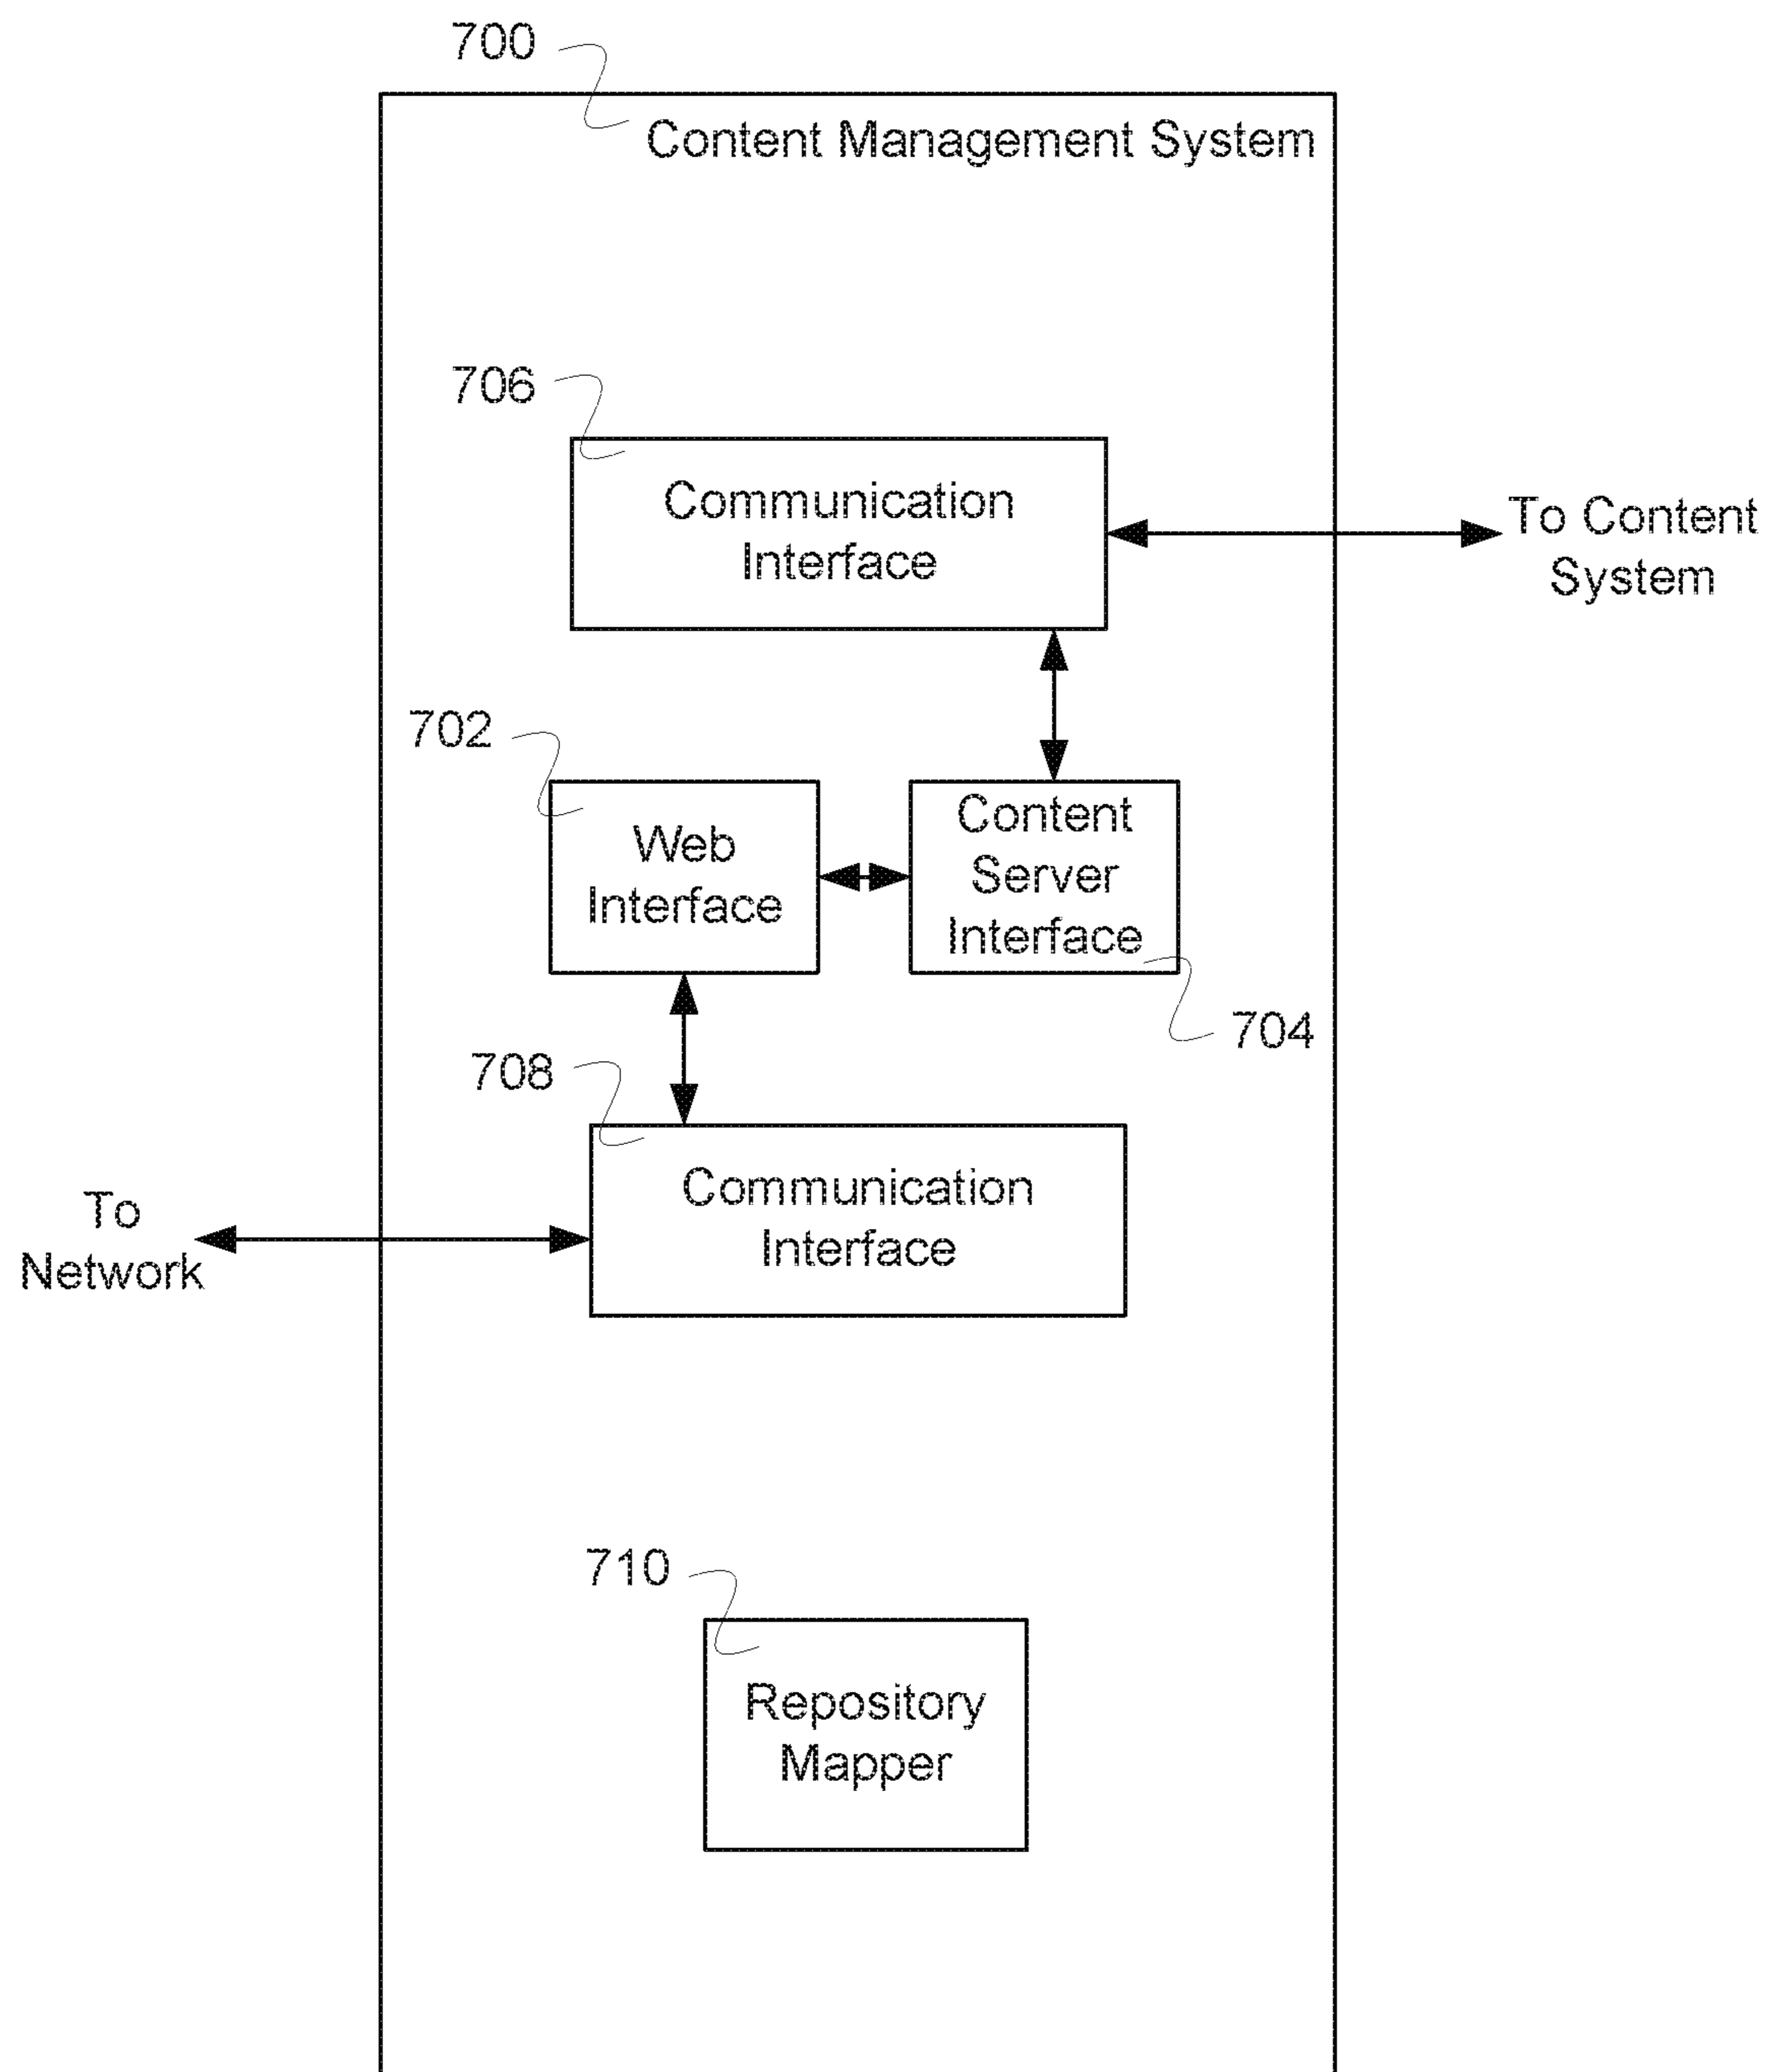 700
Content Management System
706
Communication
Interface
To Content
System
702
Web
Interface
Content
Server
Interface
704
708
Communication
Interface
To
Network
710
Repository
Mapper